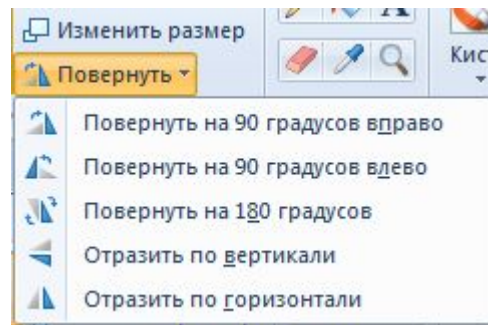 Изменить размер
Повернуть
Кис
Повернуть на 90 градусов вправо
Повернуть на 90 градусов влево
Повернуть на 180 градусов
Отразить по вертикали
Отразить по горизонтали